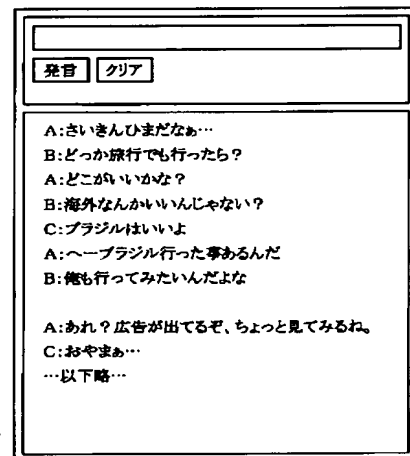 発言 クリア
A:さいきんひまだなぁ…
B:どっか旅行でも行ったら?
A:どこがいいかな?
B:海外なんかいいんじゃない?
C:ブラジルはいいよ
A:へーブラジル行った事あるんだ
B:俺も行ってみたいんだよな
A:あれ?広告が出てるぞ、ちょっと見てみるね。
C:おやまぁ…
…以下略…